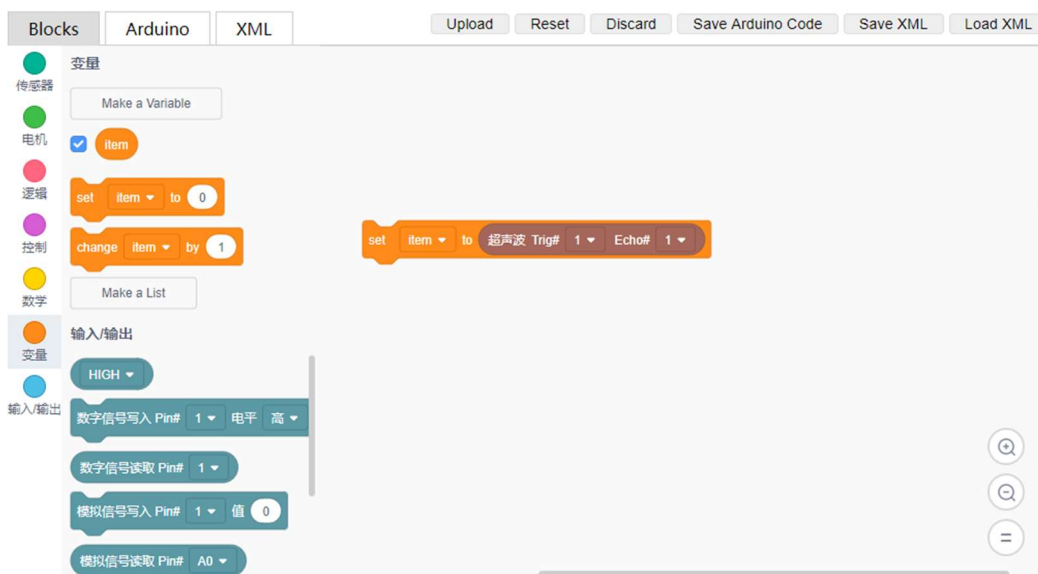 Blocks Arduino XML Upload Reset Discard Save Arduino Code Save XML Load XML
传感器
电机
逻辑
控制
数学
变量
输入/输出
变量
Make a Variable
item
set item to 0
change item by 1
Make a List
输入/输出
HIGH
数字信号写入 Pin# 1 电平 高
数字信号读取 Pin# 1
模拟信号写入 Pin# 1 值 0
模拟信号读取 Pin# A0
set item to 超声波 Trig# 1 Echo# 1